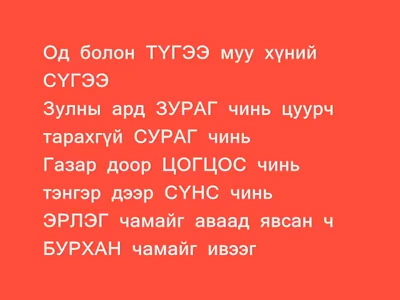 Од болон ТҮГЭЭ муу хүний
СҮГЭЭ
Зулны ард ЗУРАГ чинь цуурч
тарахгүй СУРАГ чинь
Газар доор ЦОГЦОС чинь
тэнгэр дээр СҮНС чинь
ЭРЛЭГ чамайг аваад явсан ч
БУРХАН чамайг ивээг